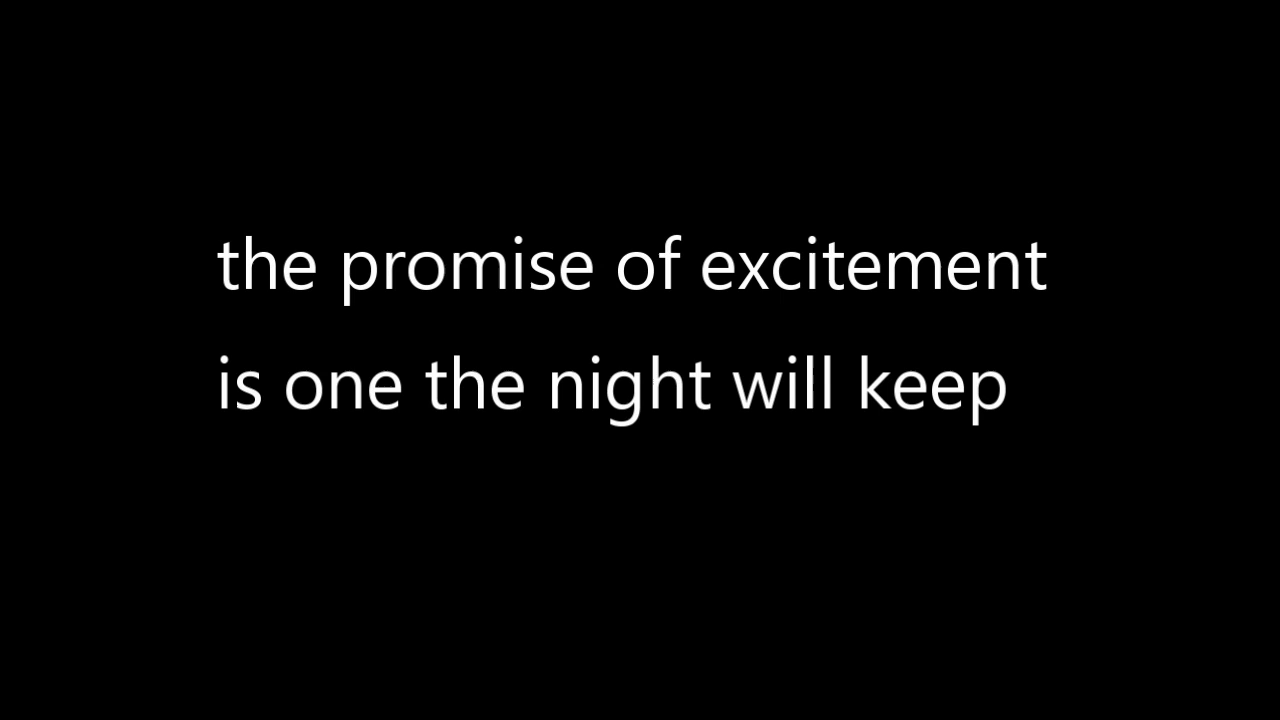 the promise of excitement
is one the night will keep